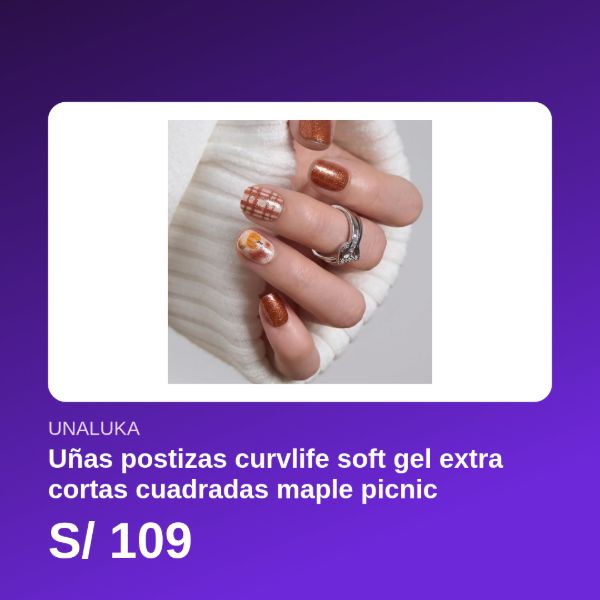 UNALUKA
Uñas postizas curvlife soft gel extra
cortas cuadradas maple picnic
S/ 109